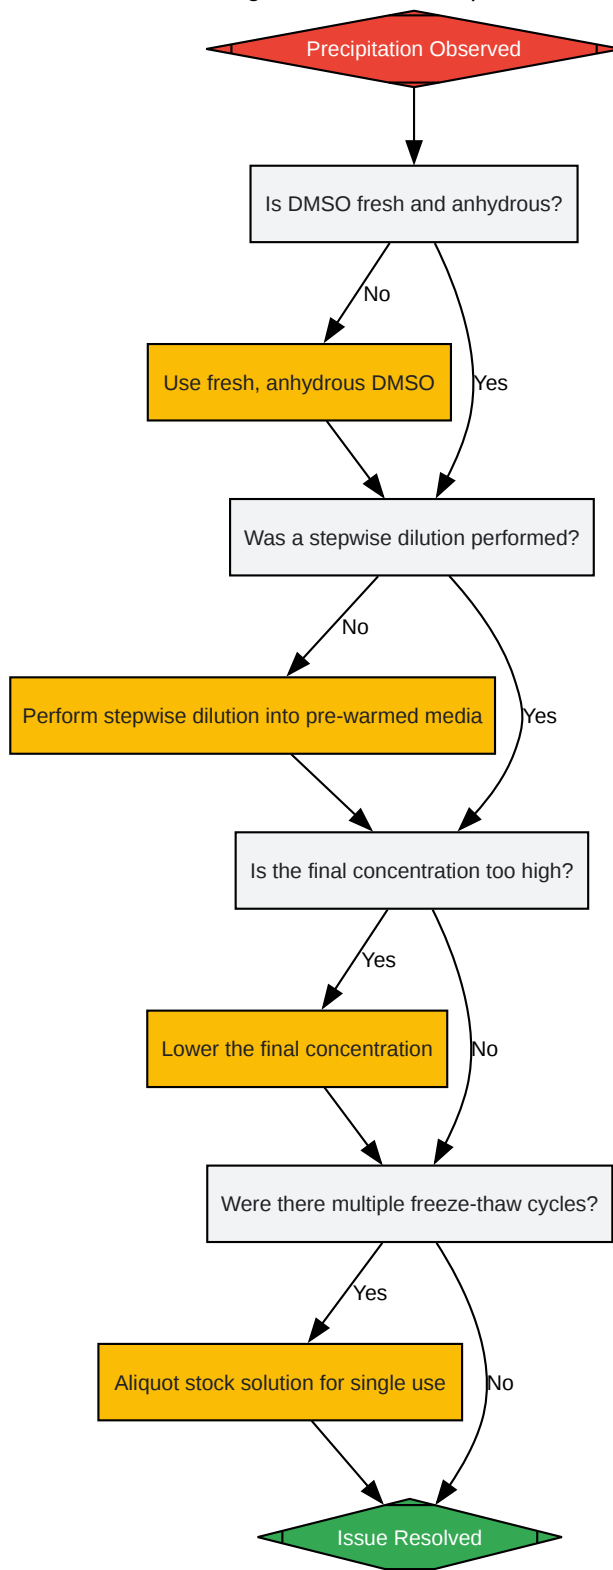 Precipitation Observed
Is DMSO fresh and anhydrous?
No
Use fresh, anhydrous DMSO
Yes
Was a stepwise dilution performed?
No
Perform stepwise dilution into pre-warmed media
Yes
Is the final concentration too high?
Yes
Lower the final concentration
No
Were there multiple freeze-thaw cycles?
Yes
Aliquot stock solution for single use
No
Issue Resolved